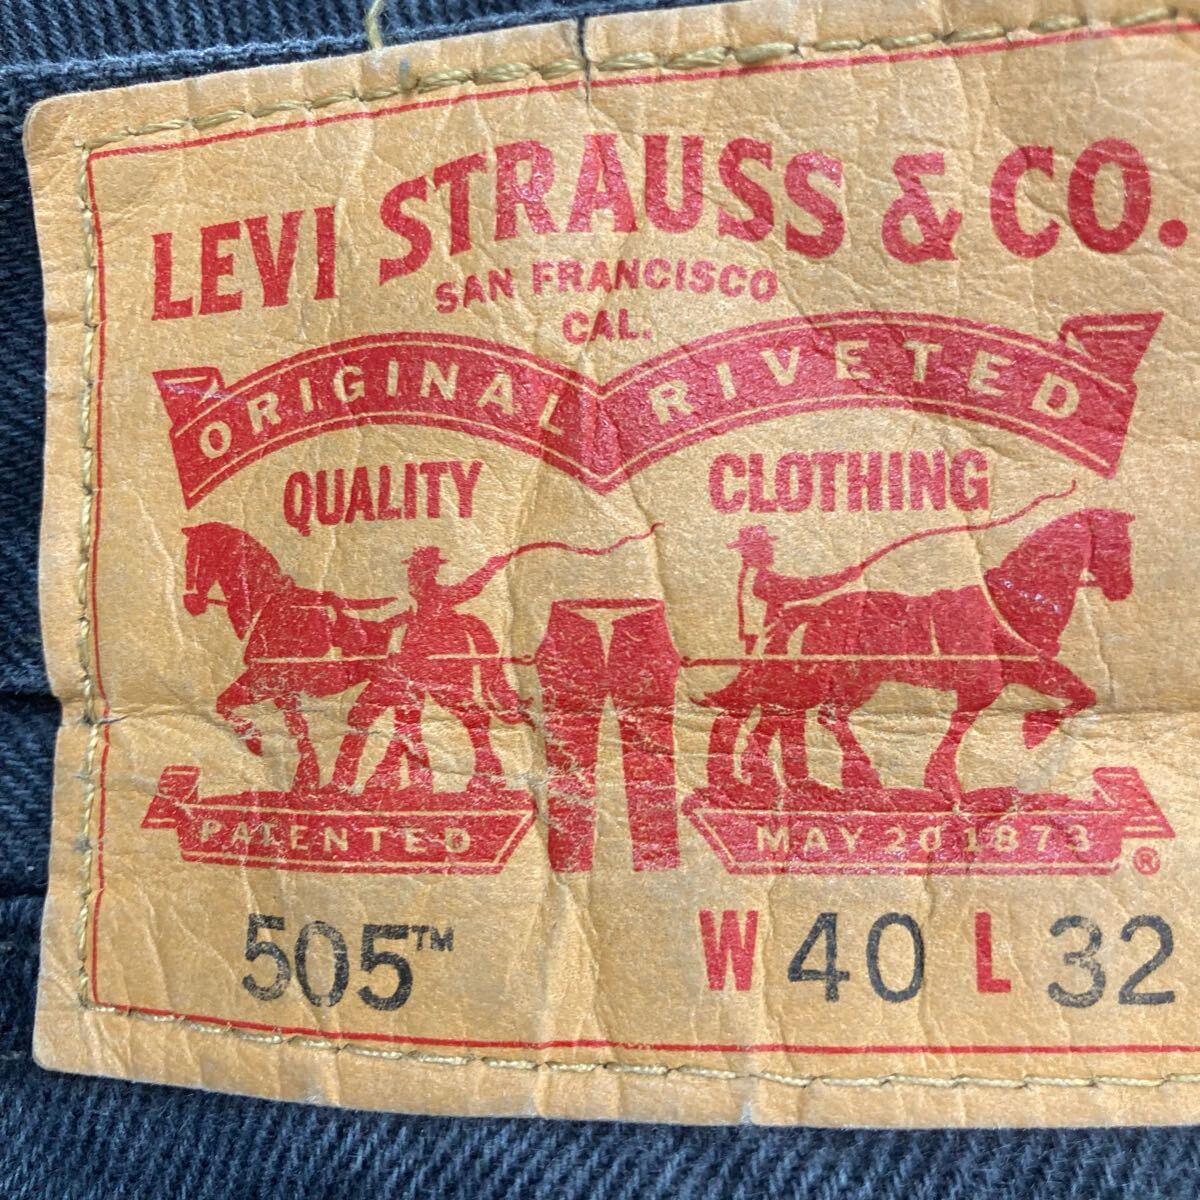 LEVI STRAUSS & CO.
SAN FRANCISCO
CAL.
ORIGINAL RIVETED
QUALITY CLOTHING
PATENTED MAY 20 1873 ®
505™ W 40 L 32